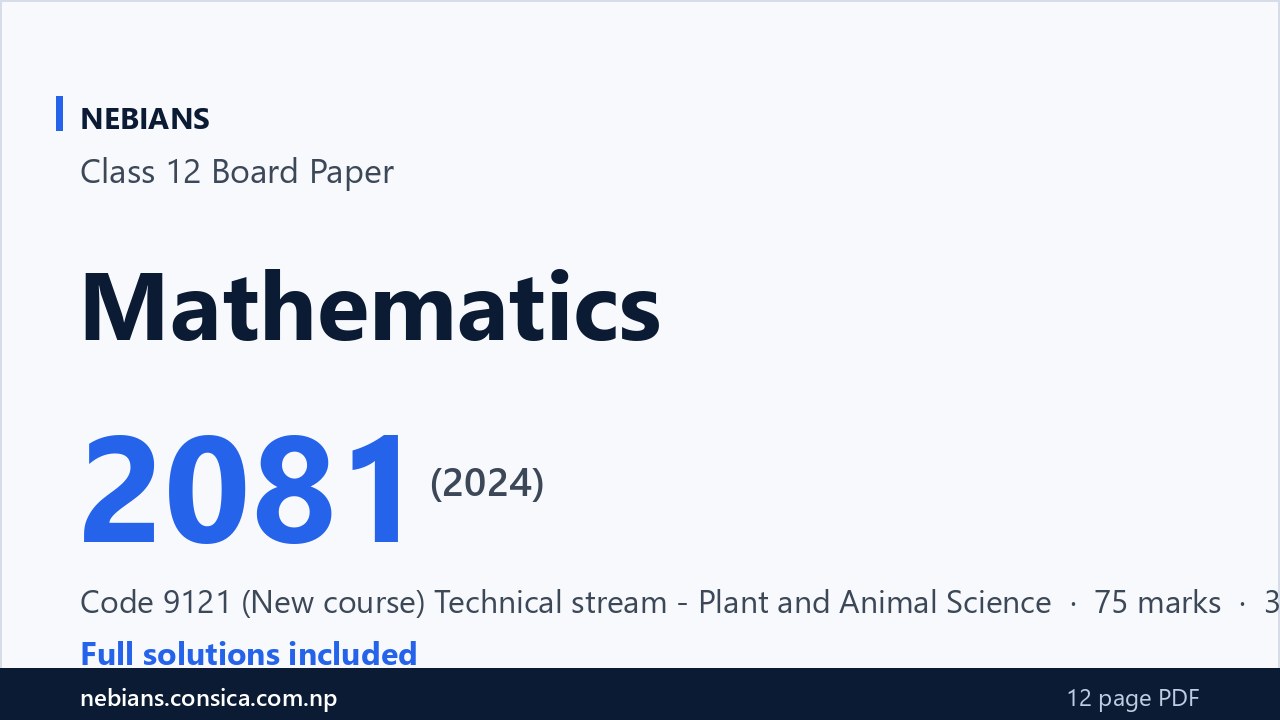 NEBIANS
Class 12 Board Paper
Mathematics
2081 (2024)
Code 9121 (New course) Technical stream - Plant and Animal Science · 75 marks · 3
Full solutions included
nebians.consica.com.np
12 page PDF